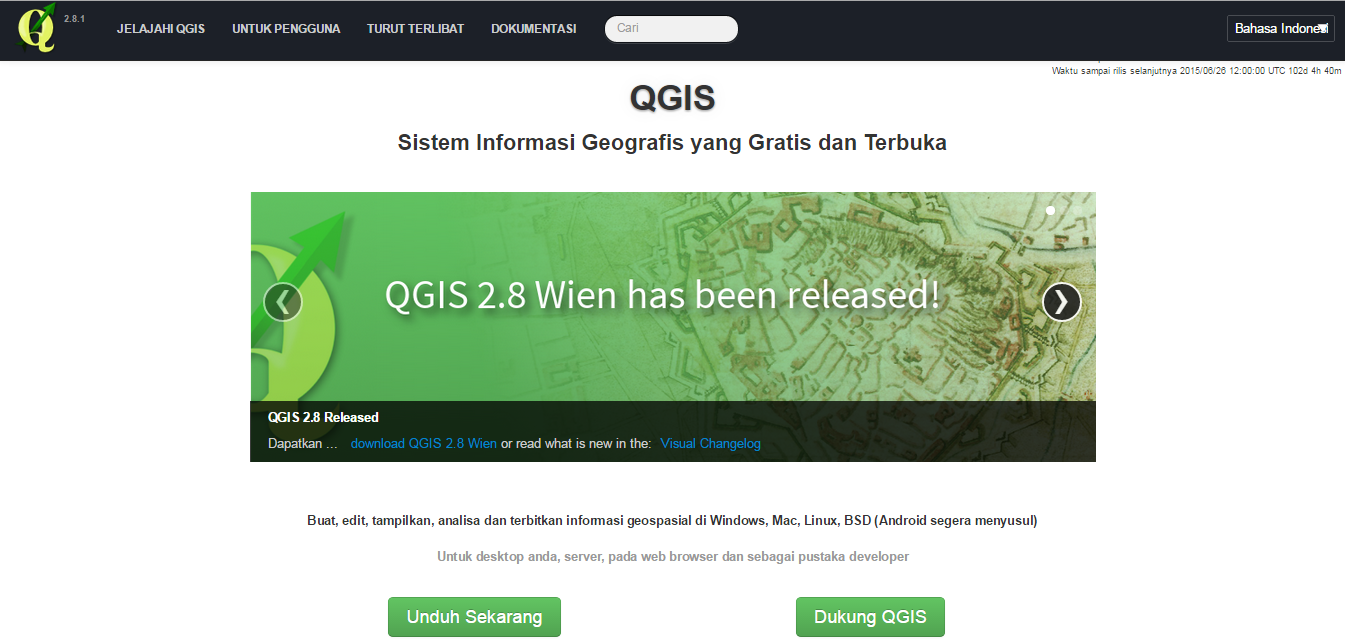 2.8.1
JELAJAHI QGIS UNTUK PENGGUNA TURUT TERLIBAT DOKUMENTASI Cari Bahasa Indonesi
Waktu sampai rilis selanjutnya 2015/06/26 12:00:00 UTC 102d 4h 40m
QGIS
Sistem Informasi Geografis yang Gratis dan Terbuka
QGIS 2.8 Wien has been released!
QGIS 2.8 Released
Dapatkan ... download QGIS 2.8 Wien or read what is new in the: Visual Changelog
Buat, edit, tampilkan, analisa dan terbitkan informasi geospasial di Windows, Mac, Linux, BSD (Android segera menyusul)
Untuk desktop anda, server, pada web browser dan sebagai pustaka developer
Unduh Sekarang Dukung QGIS